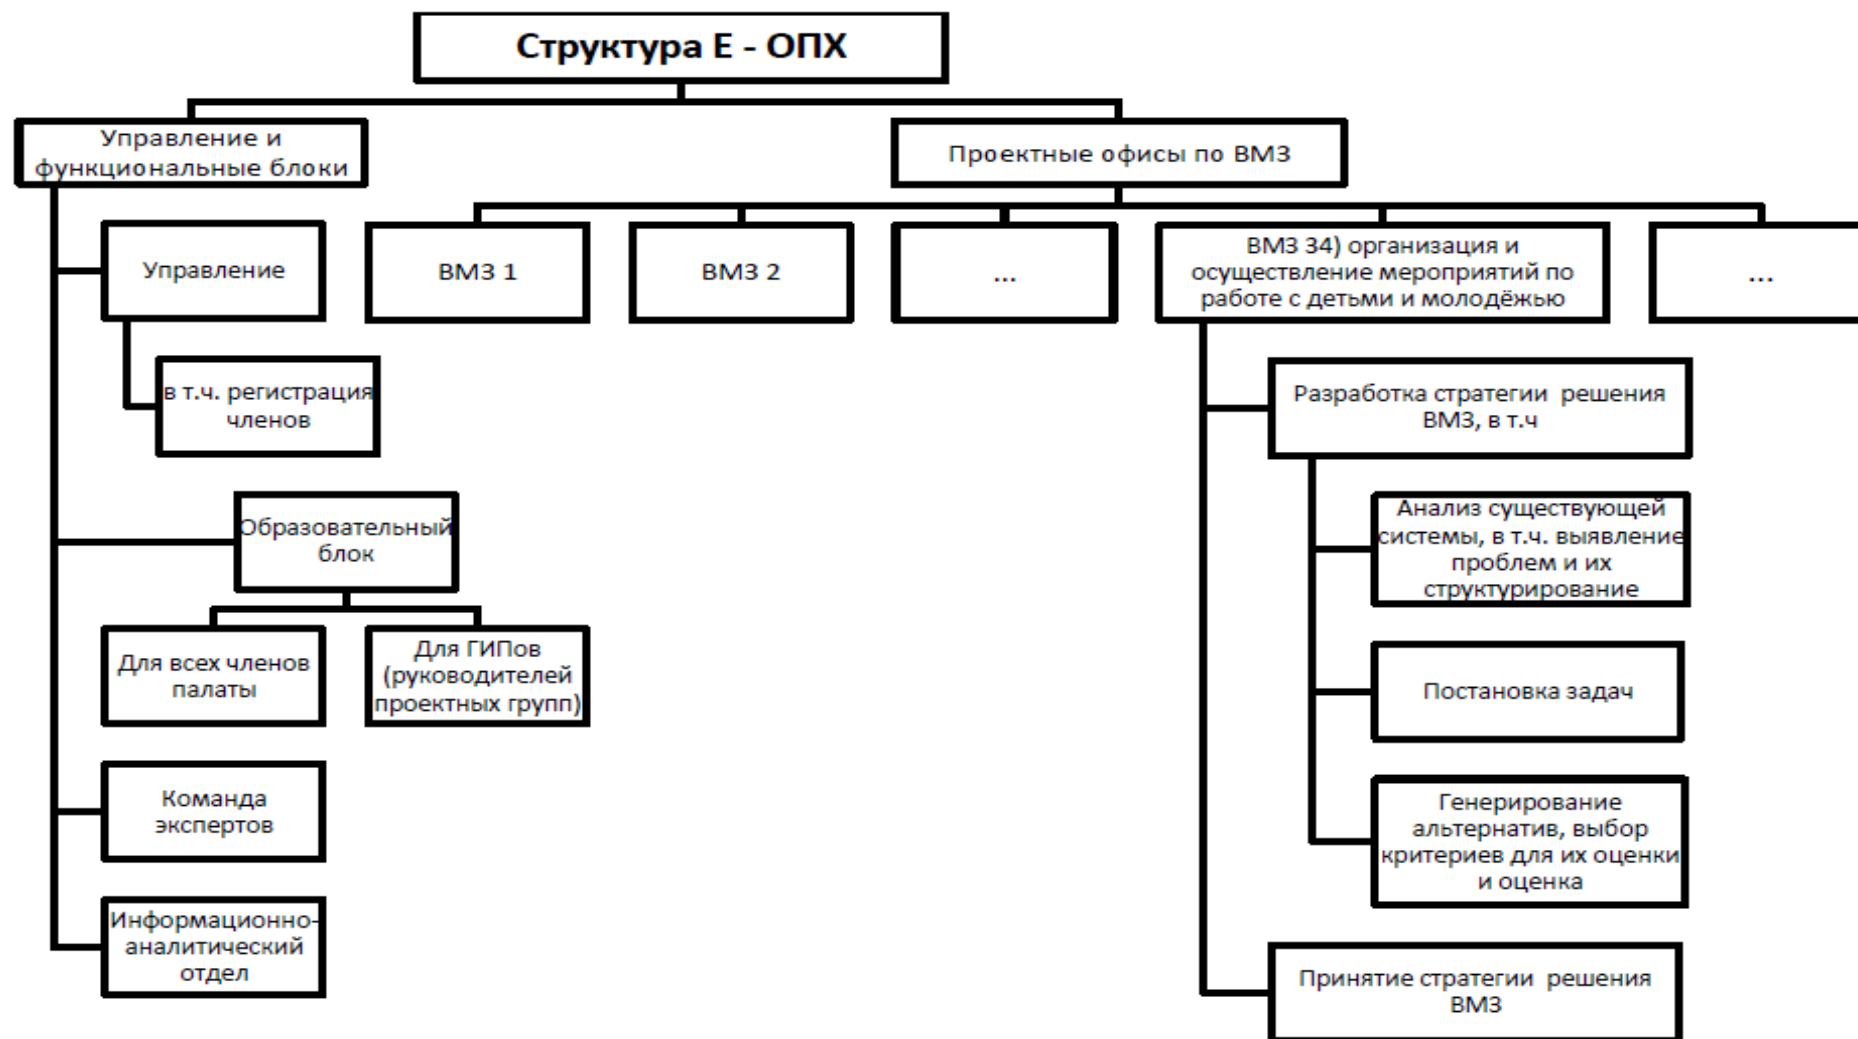 Структура Е - ОПХ
Управление и
функциональные блоки
Проектные офисы по ВМЗ
Управление
ВМЗ 1
ВМЗ 2
...
ВМЗ 34) организация и
осуществление мероприятий по
работе с детьми и молодёжью
...
в т.ч. регистрация
членов
Разработка стратегии  решения
ВМЗ, в т.ч
Образовательный
блок
Анализ существующей
системы, в т.ч. выявление
проблем и их
структурирование
Для всех членов
палаты
Для ГИПов
(руководителей
проектных групп)
Постановка задач
Команда
экспертов
Генерирование
альтернатив, выбор
критериев для их оценки
и оценка
Информационно-
аналитический
отдел
Принятие стратегии  решения
ВМЗ